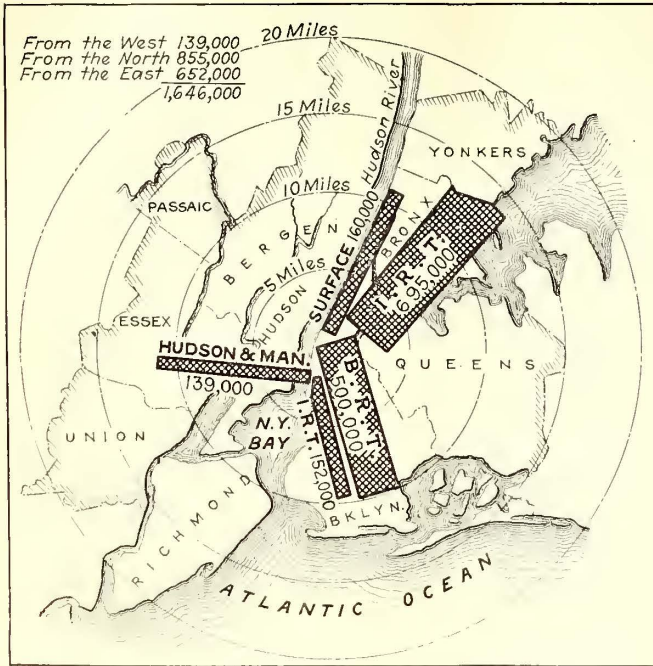 From the West 139,000
From the North 855,000
From the East 652,000
1,646,000
20 Miles
15 Miles
10 Miles
5 Miles
Hudson River
YONKERS
PASSAIC
BERGEN
BRONX
SURFACE 160,000
I.R.T.
695,000
HUDSON
ESSEX
HUDSON & MAN.
139,000
QUEENS
B.R.T.
500,000
I.R.T. 152,000
N.Y.
BAY
UNION
BKLYN.
RICHMOND
ATLANTIC OCEAN